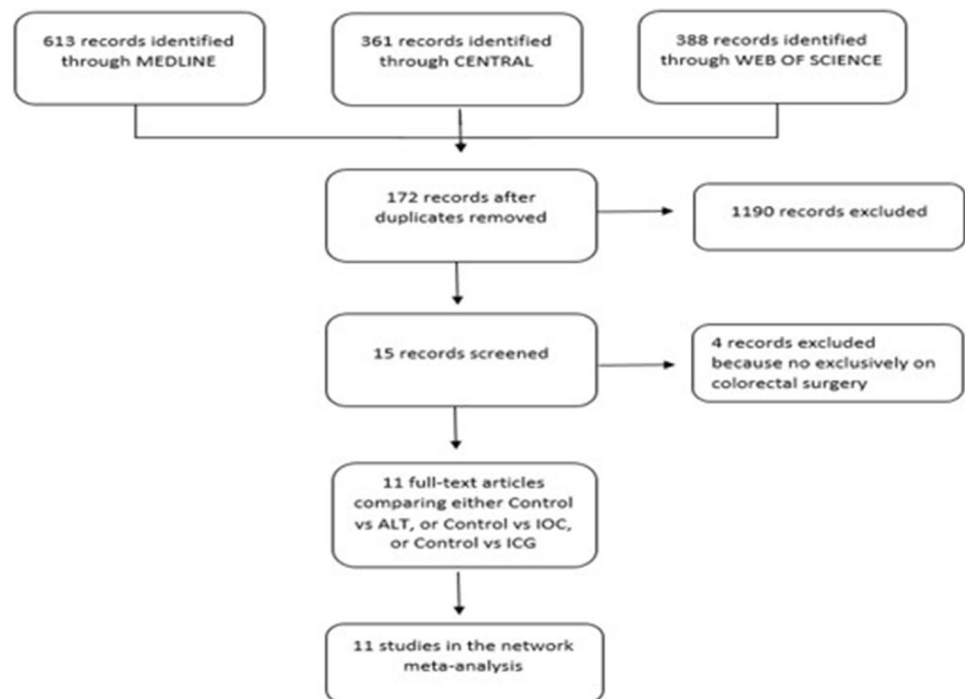 613 records identified
through MEDLINE
361 records identified
through CENTRAL
388 records identified
through WEB OF SCIENCE
172 records after
duplicates removed
1190 records excluded
15 records screened
4 records excluded
because no exclusively on
colorectal surgery
11 full-text articles
comparing either Control
vs ALT, or Control vs IOC,
or Control vs ICG
11 studies in the network
meta-analysis